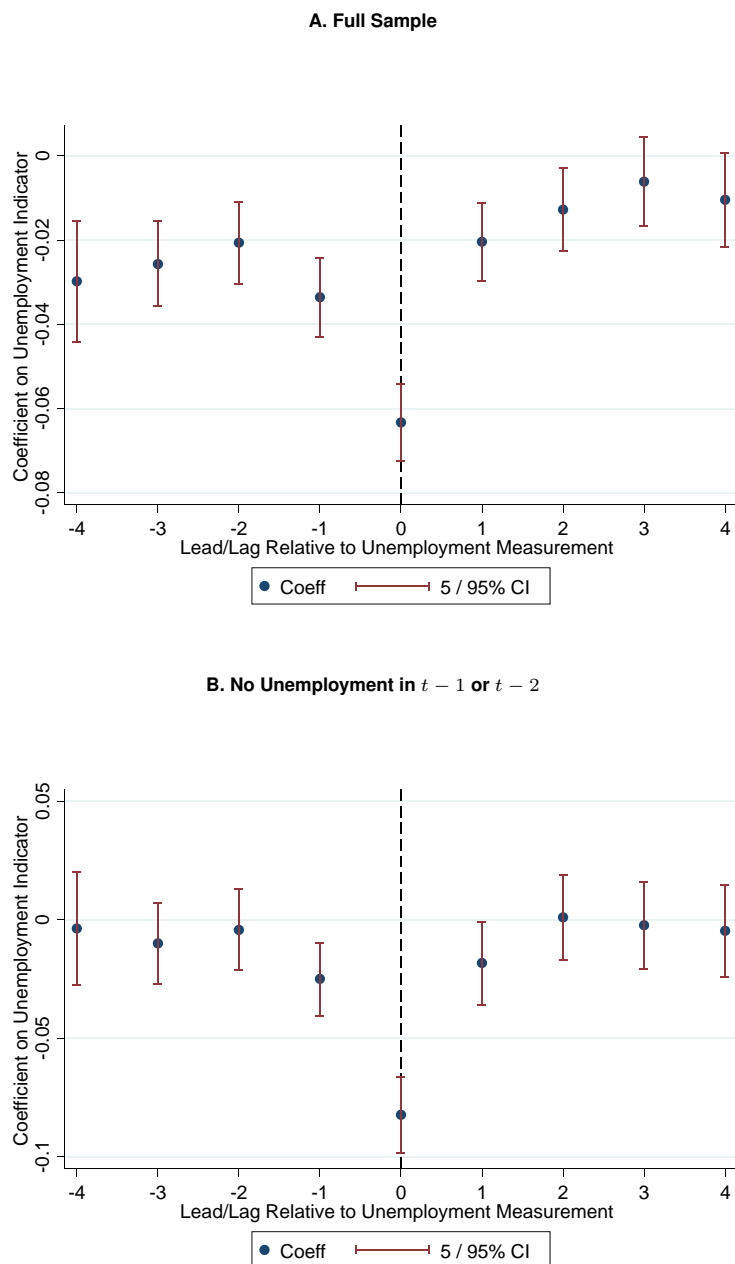 A. Full Sample
Coefficient on Unemployment Indicator
0
-0.02
-0.04
-0.06
-0.08
-4 -3 -2 -1 0 1 2 3 4
Lead/Lag Relative to Unemployment Measurement
Coeff 5 / 95% CI
B. No Unemployment in t − 1 or t − 2
Coefficient on Unemployment Indicator
0.05
0
-0.05
-0.1
-4 -3 -2 -1 0 1 2 3 4
Lead/Lag Relative to Unemployment Measurement
Coeff 5 / 95% CI